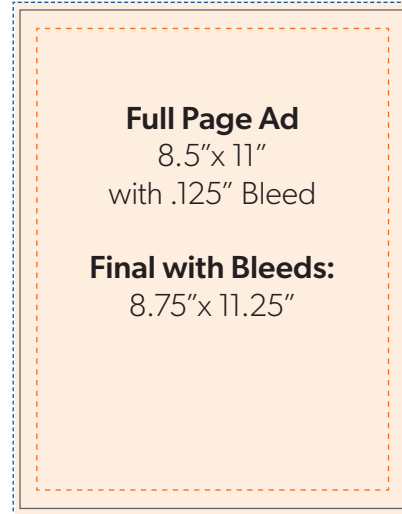 Full Page Ad
8.5”x 11”
with .125” Bleed
Final with Bleeds:
8.75”x 11.25”